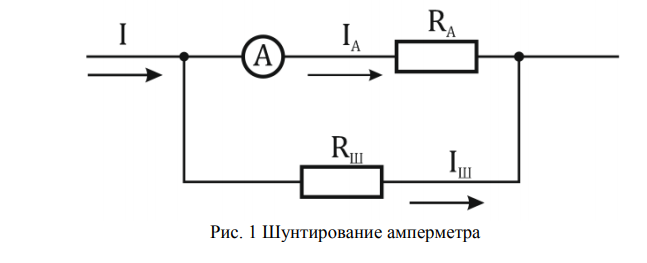 I
A
I_A
R_A
R_Ш
I_Ш
Рис. 1 Шунтирование амперметра